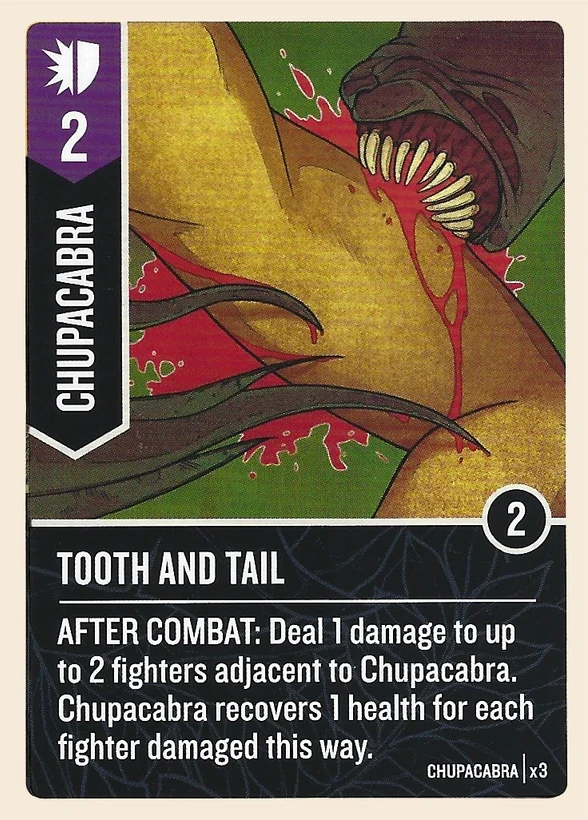 2
CHUPACABRA
2
TOOTH AND TAIL
AFTER COMBAT: Deal 1 damage to up
to 2 fighters adjacent to Chupacabra.
Chupacabra recovers 1 health for each
fighter damaged this way.
CHUPACABRA | x3